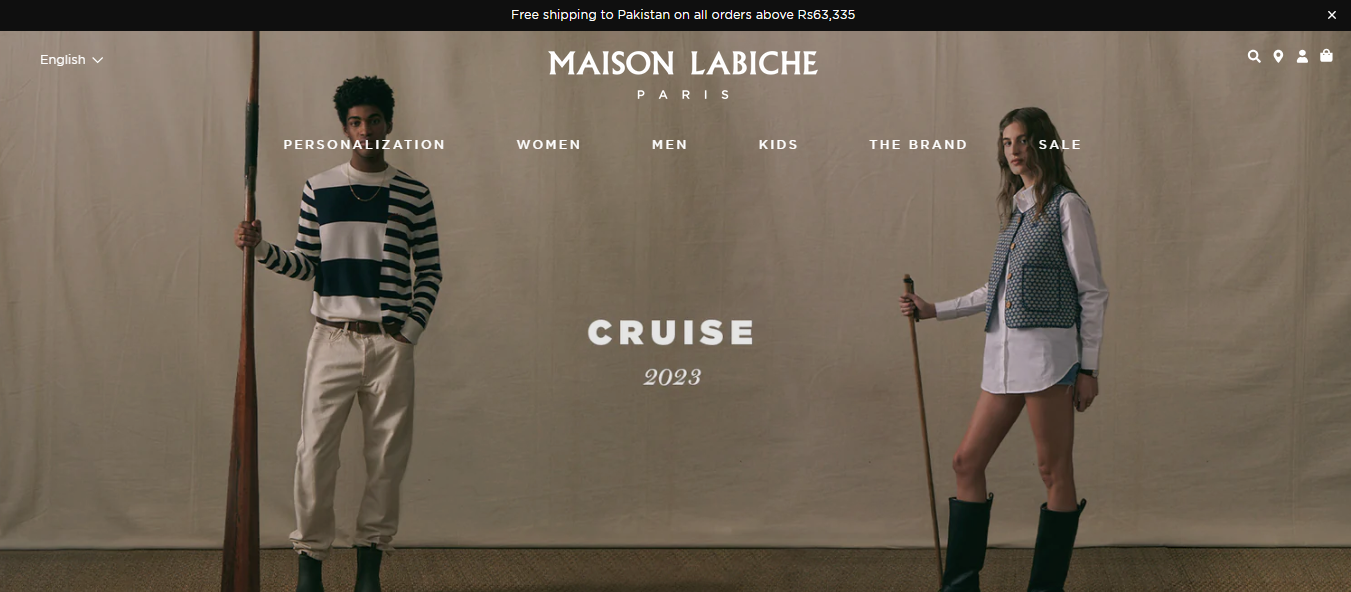 Free shipping to Pakistan on all orders above Rs63,335
English
MAISON LABICHE
PARIS
PERSONALIZATION WOMEN MEN KIDS THE BRAND SALE
CRUISE
2023